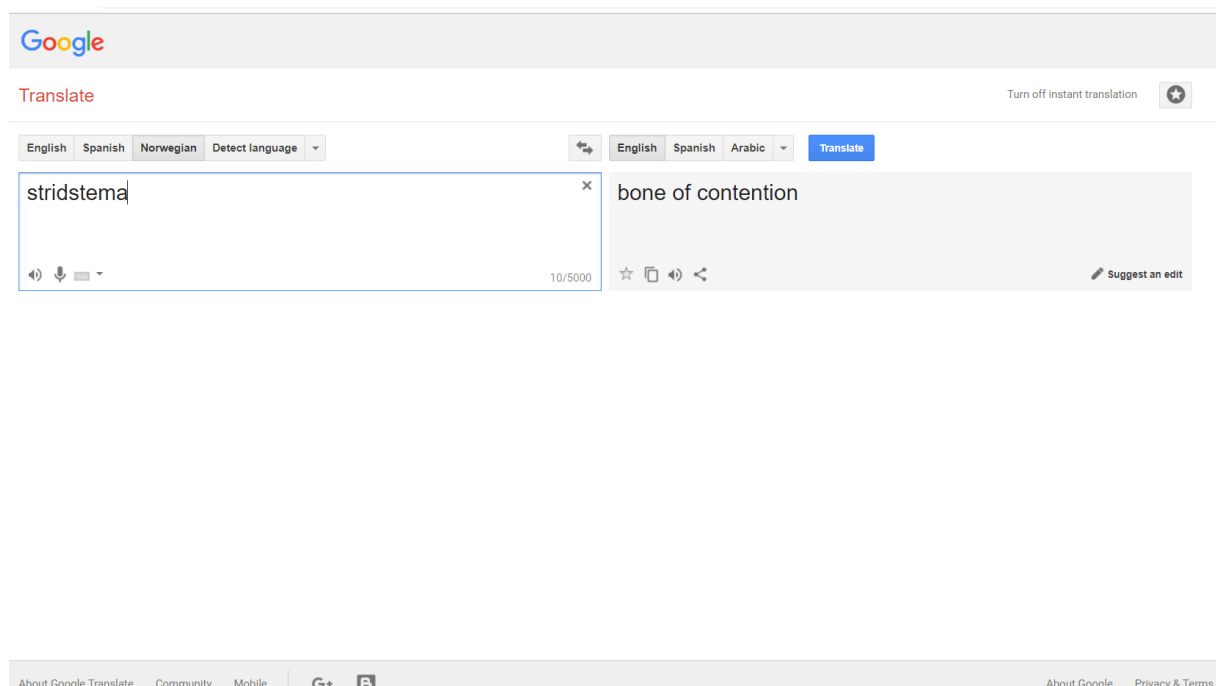 Google
Translate
Turn off instant translation
English Spanish Norwegian Detect language
English Spanish Arabic Translate
stridstema
bone of contention
10/5000
Suggest an edit
About Google Translate Community Mobile G+ B
About Google Privacy & Terms